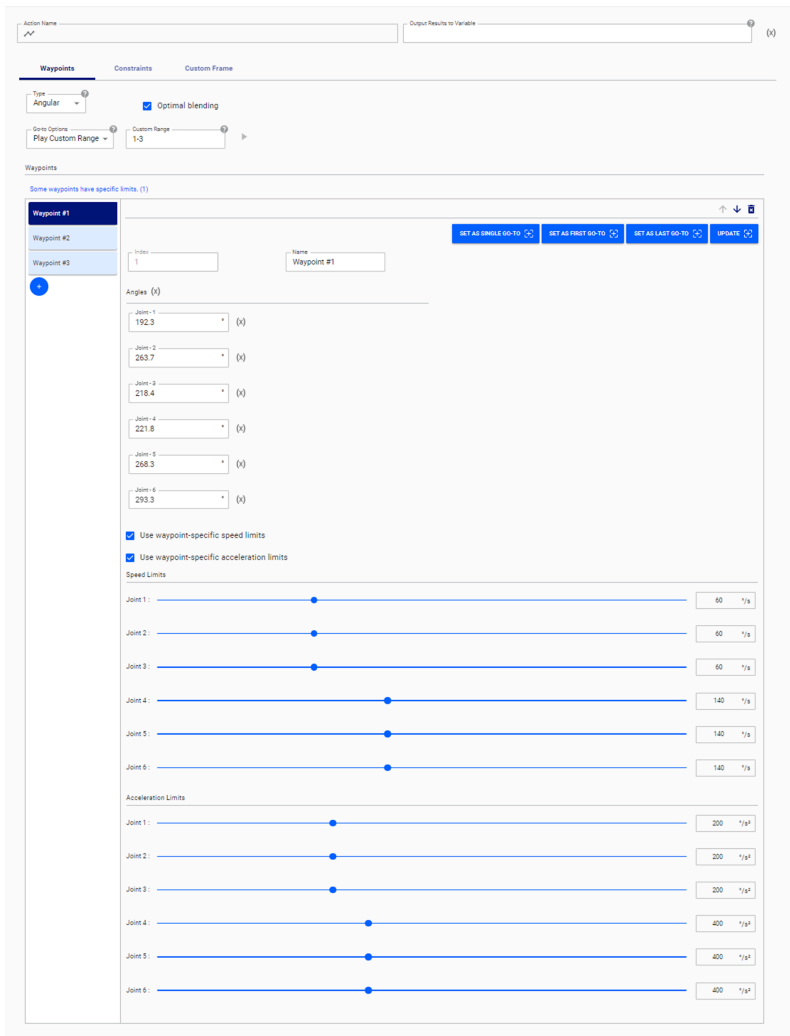 Action Name
Output Results to Variable ?
(x)
Waypoints Constraints Custom Frame
Type ?
Angular
Optimal blending
Go-to Options ?
Play Custom Range
Custom Range ?
1-3
Waypoints
Some waypoints have specific limits. (1)
Waypoint #1
Waypoint #2
Waypoint #3
+
SET AS SINGLE GO-TO SET AS FIRST GO-TO SET AS LAST GO-TO UPDATE
Index
1
Name
Waypoint #1
Angles (x)
Joint - 1
192.3 ° (x)
Joint - 2
263.7 ° (x)
Joint - 3
218.4 ° (x)
Joint - 4
221.8 ° (x)
Joint - 5
268.3 ° (x)
Joint - 6
293.3 ° (x)
Use waypoint-specific speed limits
Use waypoint-specific acceleration limits
Speed Limits
Joint 1 : 60 °/s
Joint 2 : 60 °/s
Joint 3 : 60 °/s
Joint 4 : 140 °/s
Joint 5 : 140 °/s
Joint 6 : 140 °/s
Acceleration Limits
Joint 1 : 200 °/s²
Joint 2 : 200 °/s²
Joint 3 : 200 °/s²
Joint 4 : 400 °/s²
Joint 5 : 400 °/s²
Joint 6 : 400 °/s²